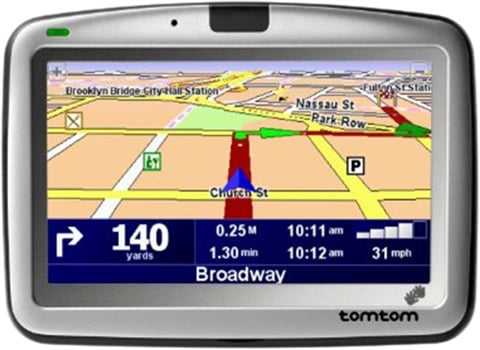 Brooklyn Bridge-City Hall Station
Fulton St Stati
Nassau St
Park Row
P
Church St
140
yards
0.25 M
10:11 am
1.30 min
10:12 am
31 mph
Broadway
tomtom